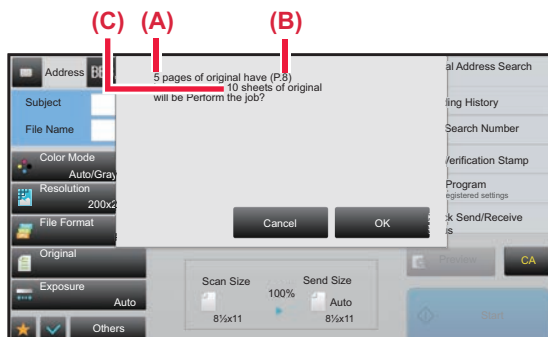 (C) (A) (B)
Address
al Address Search
5 pages of original have (P.8)
10 sheets of original
will be Perform the job?
Subject
ing History
File Name
Search Number
Color Mode
Auto/Gray
Verification Stamp
Resolution
200x2
Program
egistered settings
File Format
Cancel
OK
k Send/Receive
us
Original
Preview
CA
Scan Size
Send Size
Exposure
Auto
100%
Auto
8½x11
8½x11
Start
Others